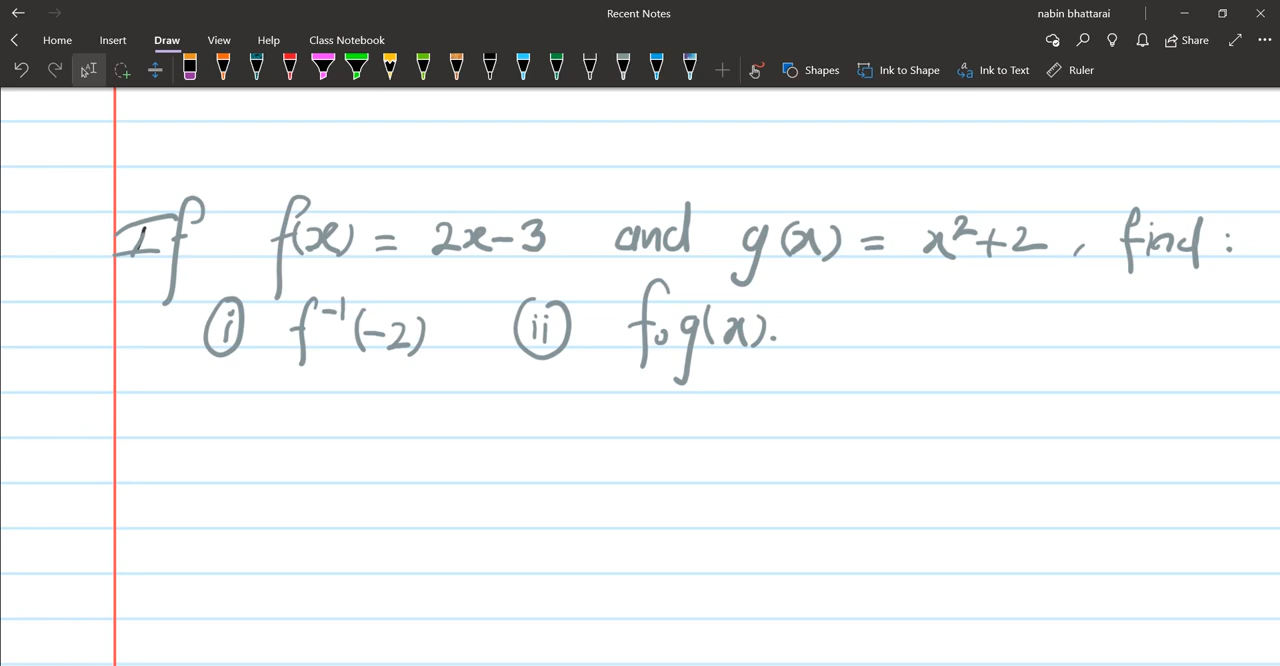 Recent Notes
nabin bhattarai
Home Insert Draw View Help Class Notebook
Share
Shapes Ink to Shape Ink to Text Ruler
If f(x) = 2x-3 and g(x) = x²+2, find:
(i) f⁻¹(-2) (ii) fog(x).